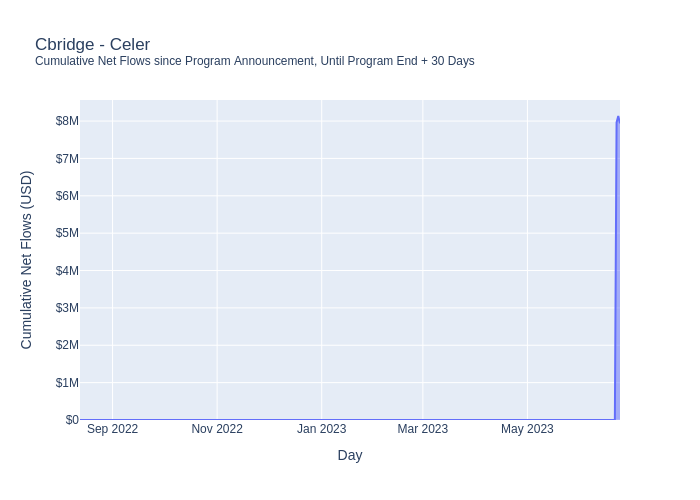 Cbridge - Celer
Cumulative Net Flows since Program Announcement, Until Program End + 30 Days
Cumulative Net Flows (USD)
$8M
$7M
$6M
$5M
$4M
$3M
$2M
$1M
$0
Sep 2022
Nov 2022
Jan 2023
Mar 2023
May 2023
Day